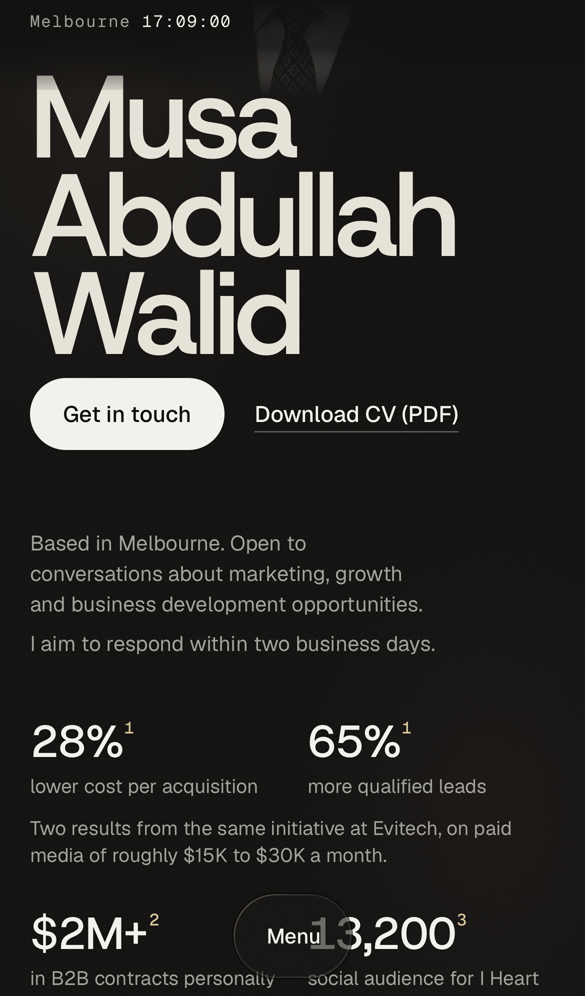 Melbourne 17:09:00
Musa
Abdullah
Walid
Get in touch
Download CV (PDF)
Based in Melbourne. Open to
conversations about marketing, growth
and business development opportunities.
I aim to respond within two business days.
28%1
65%1
lower cost per acquisition
more qualified leads
Two results from the same initiative at Evitech, on paid
media of roughly $15K to $30K a month.
$2M+2
13,2003
Menu
in B2B contracts personally
social audience for I Heart